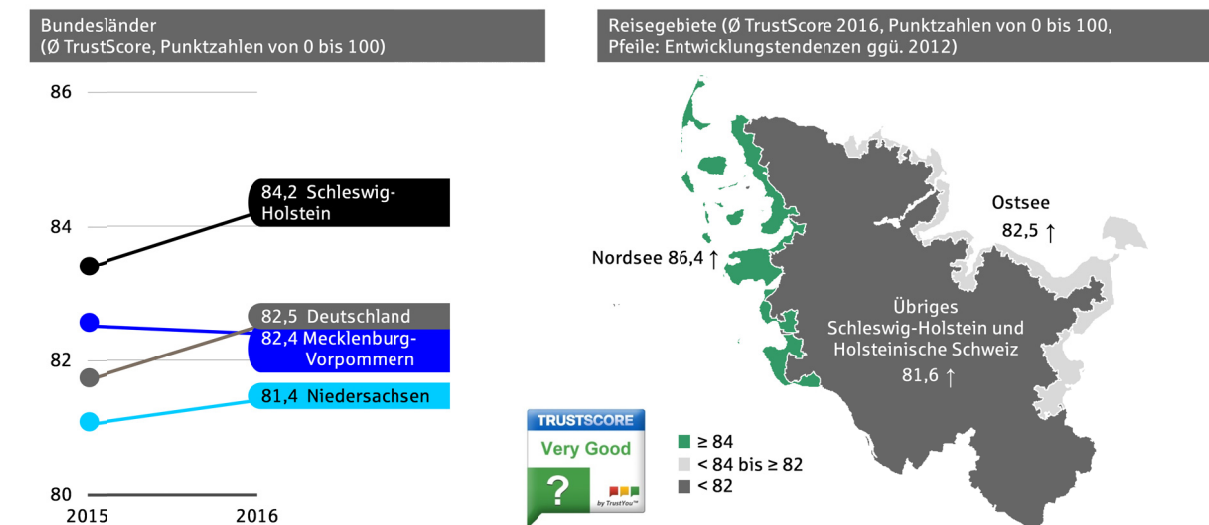 Bundesländer
(Ø TrustScore, Punktzahlen von 0 bis 100)
86
84
82
80
2015
2016
84,2 Schleswig-
Holstein
82,5 Deutschland
82,4 Mecklenburg-
Vorpommern
81,4 Niedersachsen
Reisegebiete (Ø TrustScore 2016, Punktzahlen von 0 bis 100,
Pfeile: Entwicklungstendenzen ggü. 2012)
Ostsee
82,5 ↑
Nordsee 86,4 ↑
Übriges
Schleswig-Holstein und
Holsteinische Schweiz
81,6 ↑
TRUSTSCORE
Very Good
?
by TrustYou™
≥ 84
< 84 bis ≥ 82
< 82